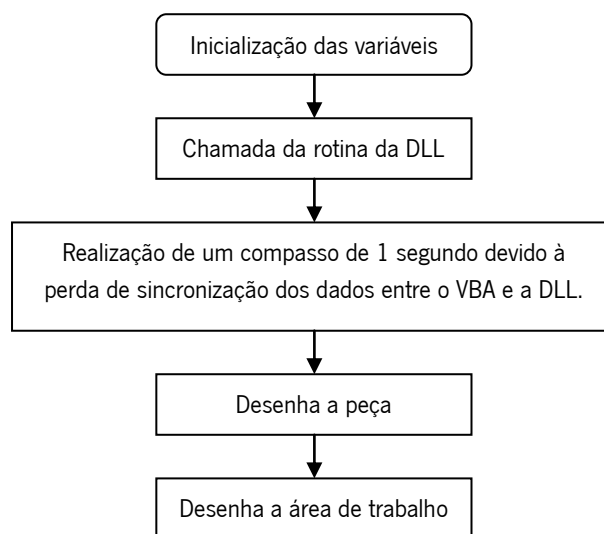 Inicialização das variáveis
Chamada da rotina da DLL
Realização de um compasso de 1 segundo devido à
perda de sincronização dos dados entre o VBA e a DLL.
Desenha a peça
Desenha a área de trabalho